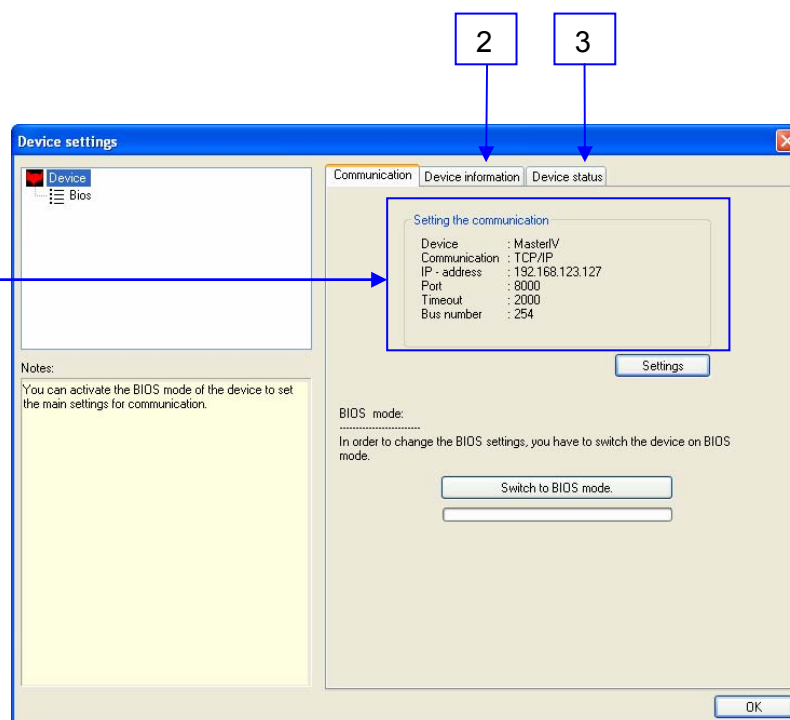 2
3
Device settings
Device
Bios
Notes:
You can activate the BIOS mode of the device to set
the main settings for communication.
Communication
Device information
Device status
Setting the communication
Device : MasterIV
Communication : TCP/IP
IP - address : 192.168.123.127
Port : 8000
Timeout : 2000
Bus number : 254
Settings
BIOS mode:
------------------------
In order to change the BIOS settings, you have to switch the device on BIOS
mode.
Switch to BIOS mode.
OK